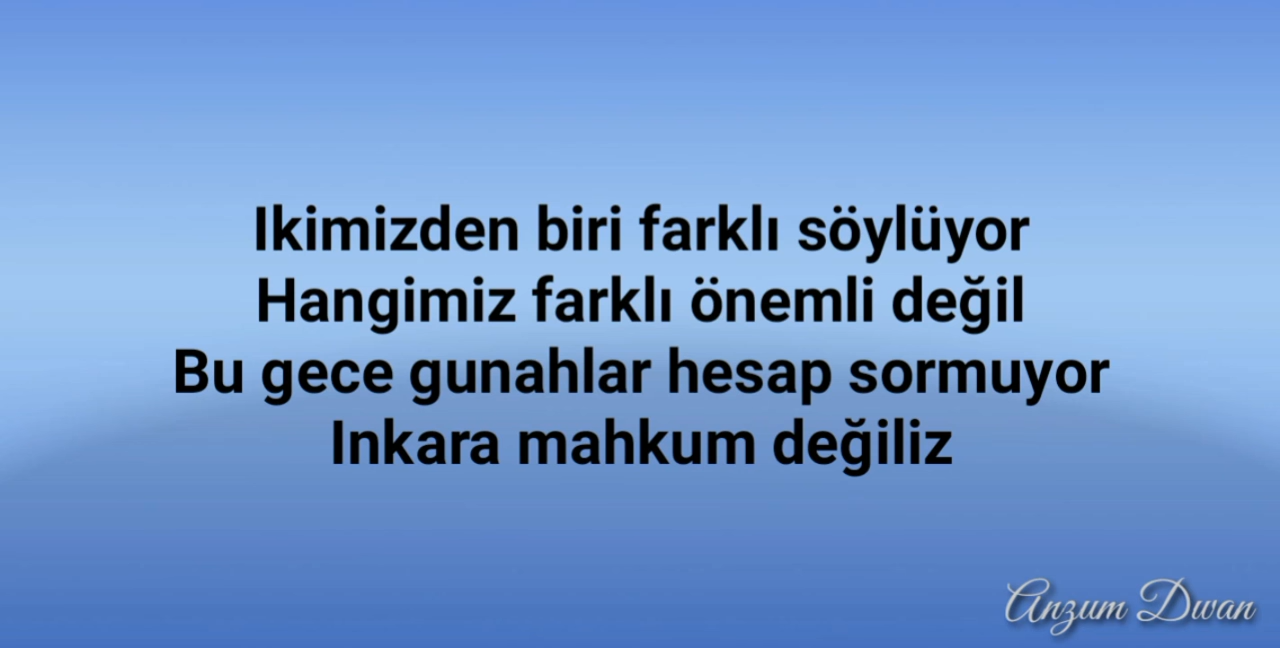 Ikimizden biri farklı söylüyor
Hangimiz farklı önemli değil
Bu gece gunahlar hesap sormuyor
Inkara mahkum değiliz
Anzum Dwan